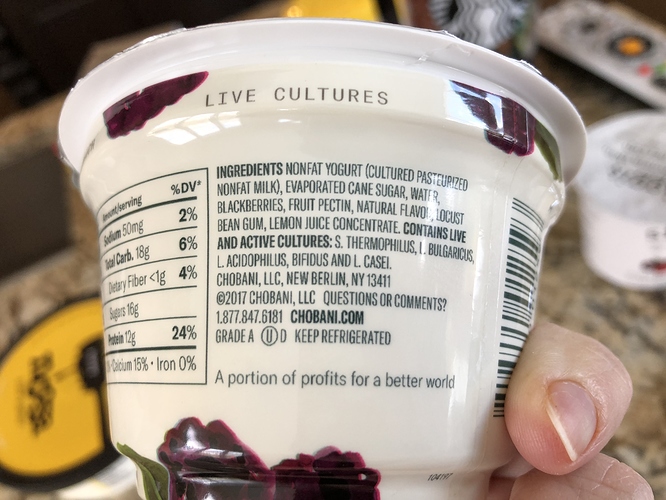 LIVE CULTURES
Amount/serving %DV*
Sodium 50mg 2%
Total Carb. 18g 6%
Dietary Fiber <1g 4%
Sugars 16g
Protein 12g 24%
Calcium 15% • Iron 0%
INGREDIENTS NONFAT YOGURT (CULTURED PASTEURIZED
NONFAT MILK), EVAPORATED CANE SUGAR, WATER,
BLACKBERRIES, FRUIT PECTIN, NATURAL FLAVOR, LOCUST
BEAN GUM, LEMON JUICE CONCENTRATE. CONTAINS LIVE
AND ACTIVE CULTURES: S. THERMOPHILUS, L. BULGARICUS,
L. ACIDOPHILUS, BIFIDUS AND L. CASEI.
CHOBANI, LLC, NEW BERLIN, NY 13411
©2017 CHOBANI, LLC QUESTIONS OR COMMENTS?
1.877.847.6181 CHOBANI.COM
GRADE A Ⓤ D KEEP REFRIGERATED
A portion of profits for a better world
104197